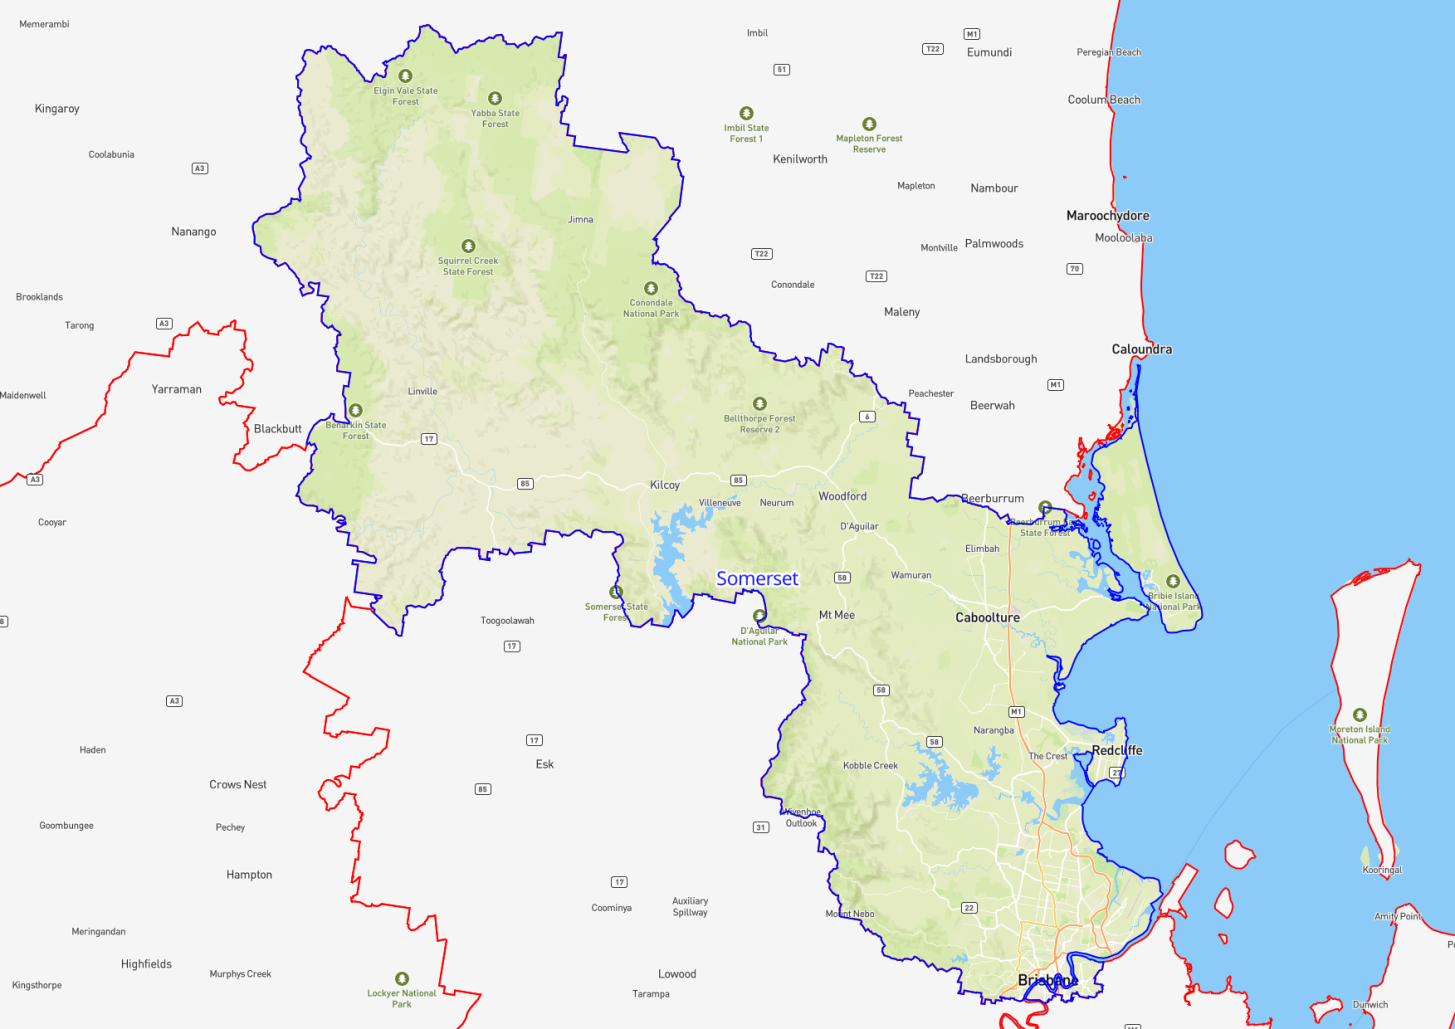 Memerambi
Imbil
M1
T22
Eumundi
Peregian Beach
51
Elgin Vale State
Forest
Yabba State
Forest
Coolum Beach
Kingaroy
Imbil State
Forest 1
Mapleton Forest
Reserve
Coolabunia
A3
Kenilworth
Mapleton
Nambour
Jimna
Maroochydore
Nanango
Mooloolaba
Squirrel Creek
State Forest
T22
Montville
Palmwoods
70
T22
Conondale
Brooklands
Conondale
National Park
Maleny
Tarong
A3
Caloundra
Landsborough
Yarraman
M1
Maidenwell
Linville
Peachester
Beerwah
Blackbutt
Benarkin State
Forest
17
Bellthorpe Forest
Reserve 2
6
A3
85
Kilcoy
85
Villeneuve
Neurum
Woodford
Beerburrum
Cooyar
D'Aguilar
State Forest
Elimbah
Somerset
58
Wamuran
Bribie Island
National Park
Somerset State
Forest
Toogoolawah
D'Aguilar
National Park
Mt Mee
Caboolture
17
58
A3
M1
Moreton Island
National Park
Haden
17
Esk
58
Narangba
Redcliffe
The Crest
Kobble Creek
27
Crows Nest
85
Goombungee
Pechey
31
Wivenhoe
Outlook
Hampton
17
Kooringal
Coominya
Auxiliary
Spillway
22
Mount Nebo
Amity Point
Meringandan
Highfields
Murphys Creek
Lowood
Brisbane
Kingsthorpe
Lockyer National
Park
Tarampa
Dunwich